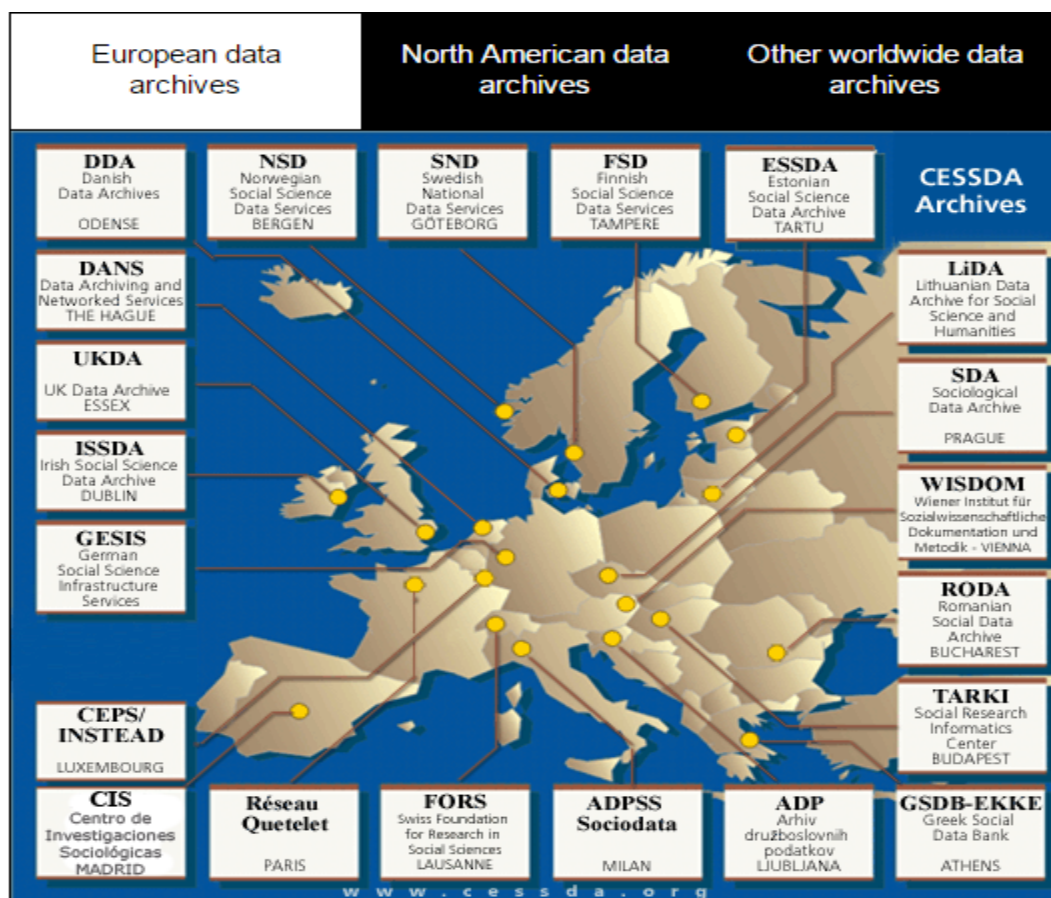 European data
archives
North American data
archives
Other worldwide data
archives
DDA
Danish
Data Archives
ODENSE
NSD
Norwegian
Social Science
Data Services
BERGEN
SND
Swedish
National
Data Services
GÖTEBORG
FSD
Finnish
Social Science
Data Services
TAMPERE
ESSDA
Estonian
Social Science
Data Archive
TARTU
CESSDA
Archives
DANS
Data Archiving and
Networked Services
THE HAGUE
LiDA
Lithuanian Data
Archive for Social
Science and
Humanities
UKDA
UK Data Archive
ESSEX
SDA
Sociological
Data Archive
PRAGUE
ISSDA
Irish Social Science
Data Archive
DUBLIN
WISDOM
Wiener Institut für
Sozialwissenschaftliche
Dokumentation und
Metodik - VIENNA
GESIS
German
Social Science
Infrastructure
Services
RODA
Romanian
Social Data
Archive
BUCHAREST
CEPS/
INSTEAD
LUXEMBOURG
TARKI
Social Research
Informatics
Center
BUDAPEST
CIS
Centro de
Investigaciones
Sociológicas
MADRID
Réseau
Quetelet
PARIS
FORS
Swiss Foundation
for Research in
Social Sciences
LAUSANNE
ADPSS
Sociodata
MILAN
ADP
Arhiv
družboslovnih
podatkov
LJUBLJANA
GSDB-EKKE
Greek Social
Data Bank
ATHENS
www.cessda.org